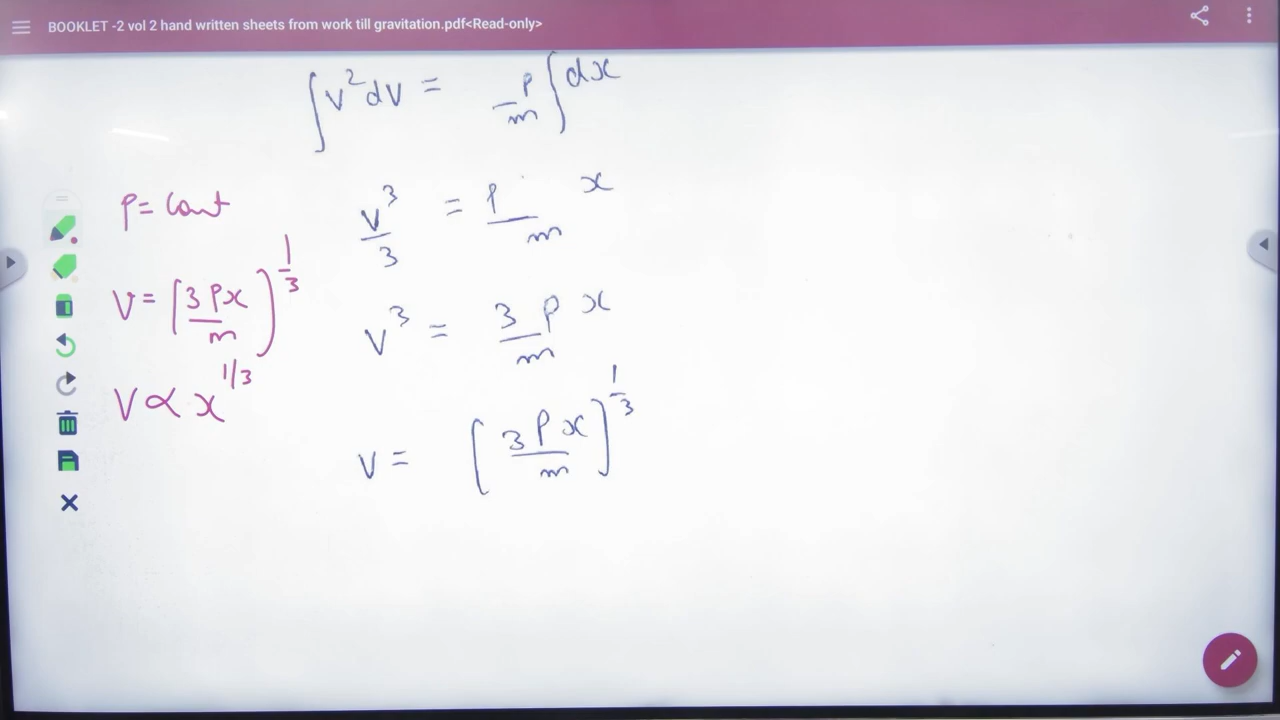 BOOKLET -2 vol 2 hand written sheets from work till gravitation.pdf<Read-only>
∫v²dv = P/m ∫dx
v³/3 = P/m x
v³ = 3P/m x
v = [3Px/m]^1/3
P = Const
v = [3Px/m]^1/3
v ∝ x^1/3